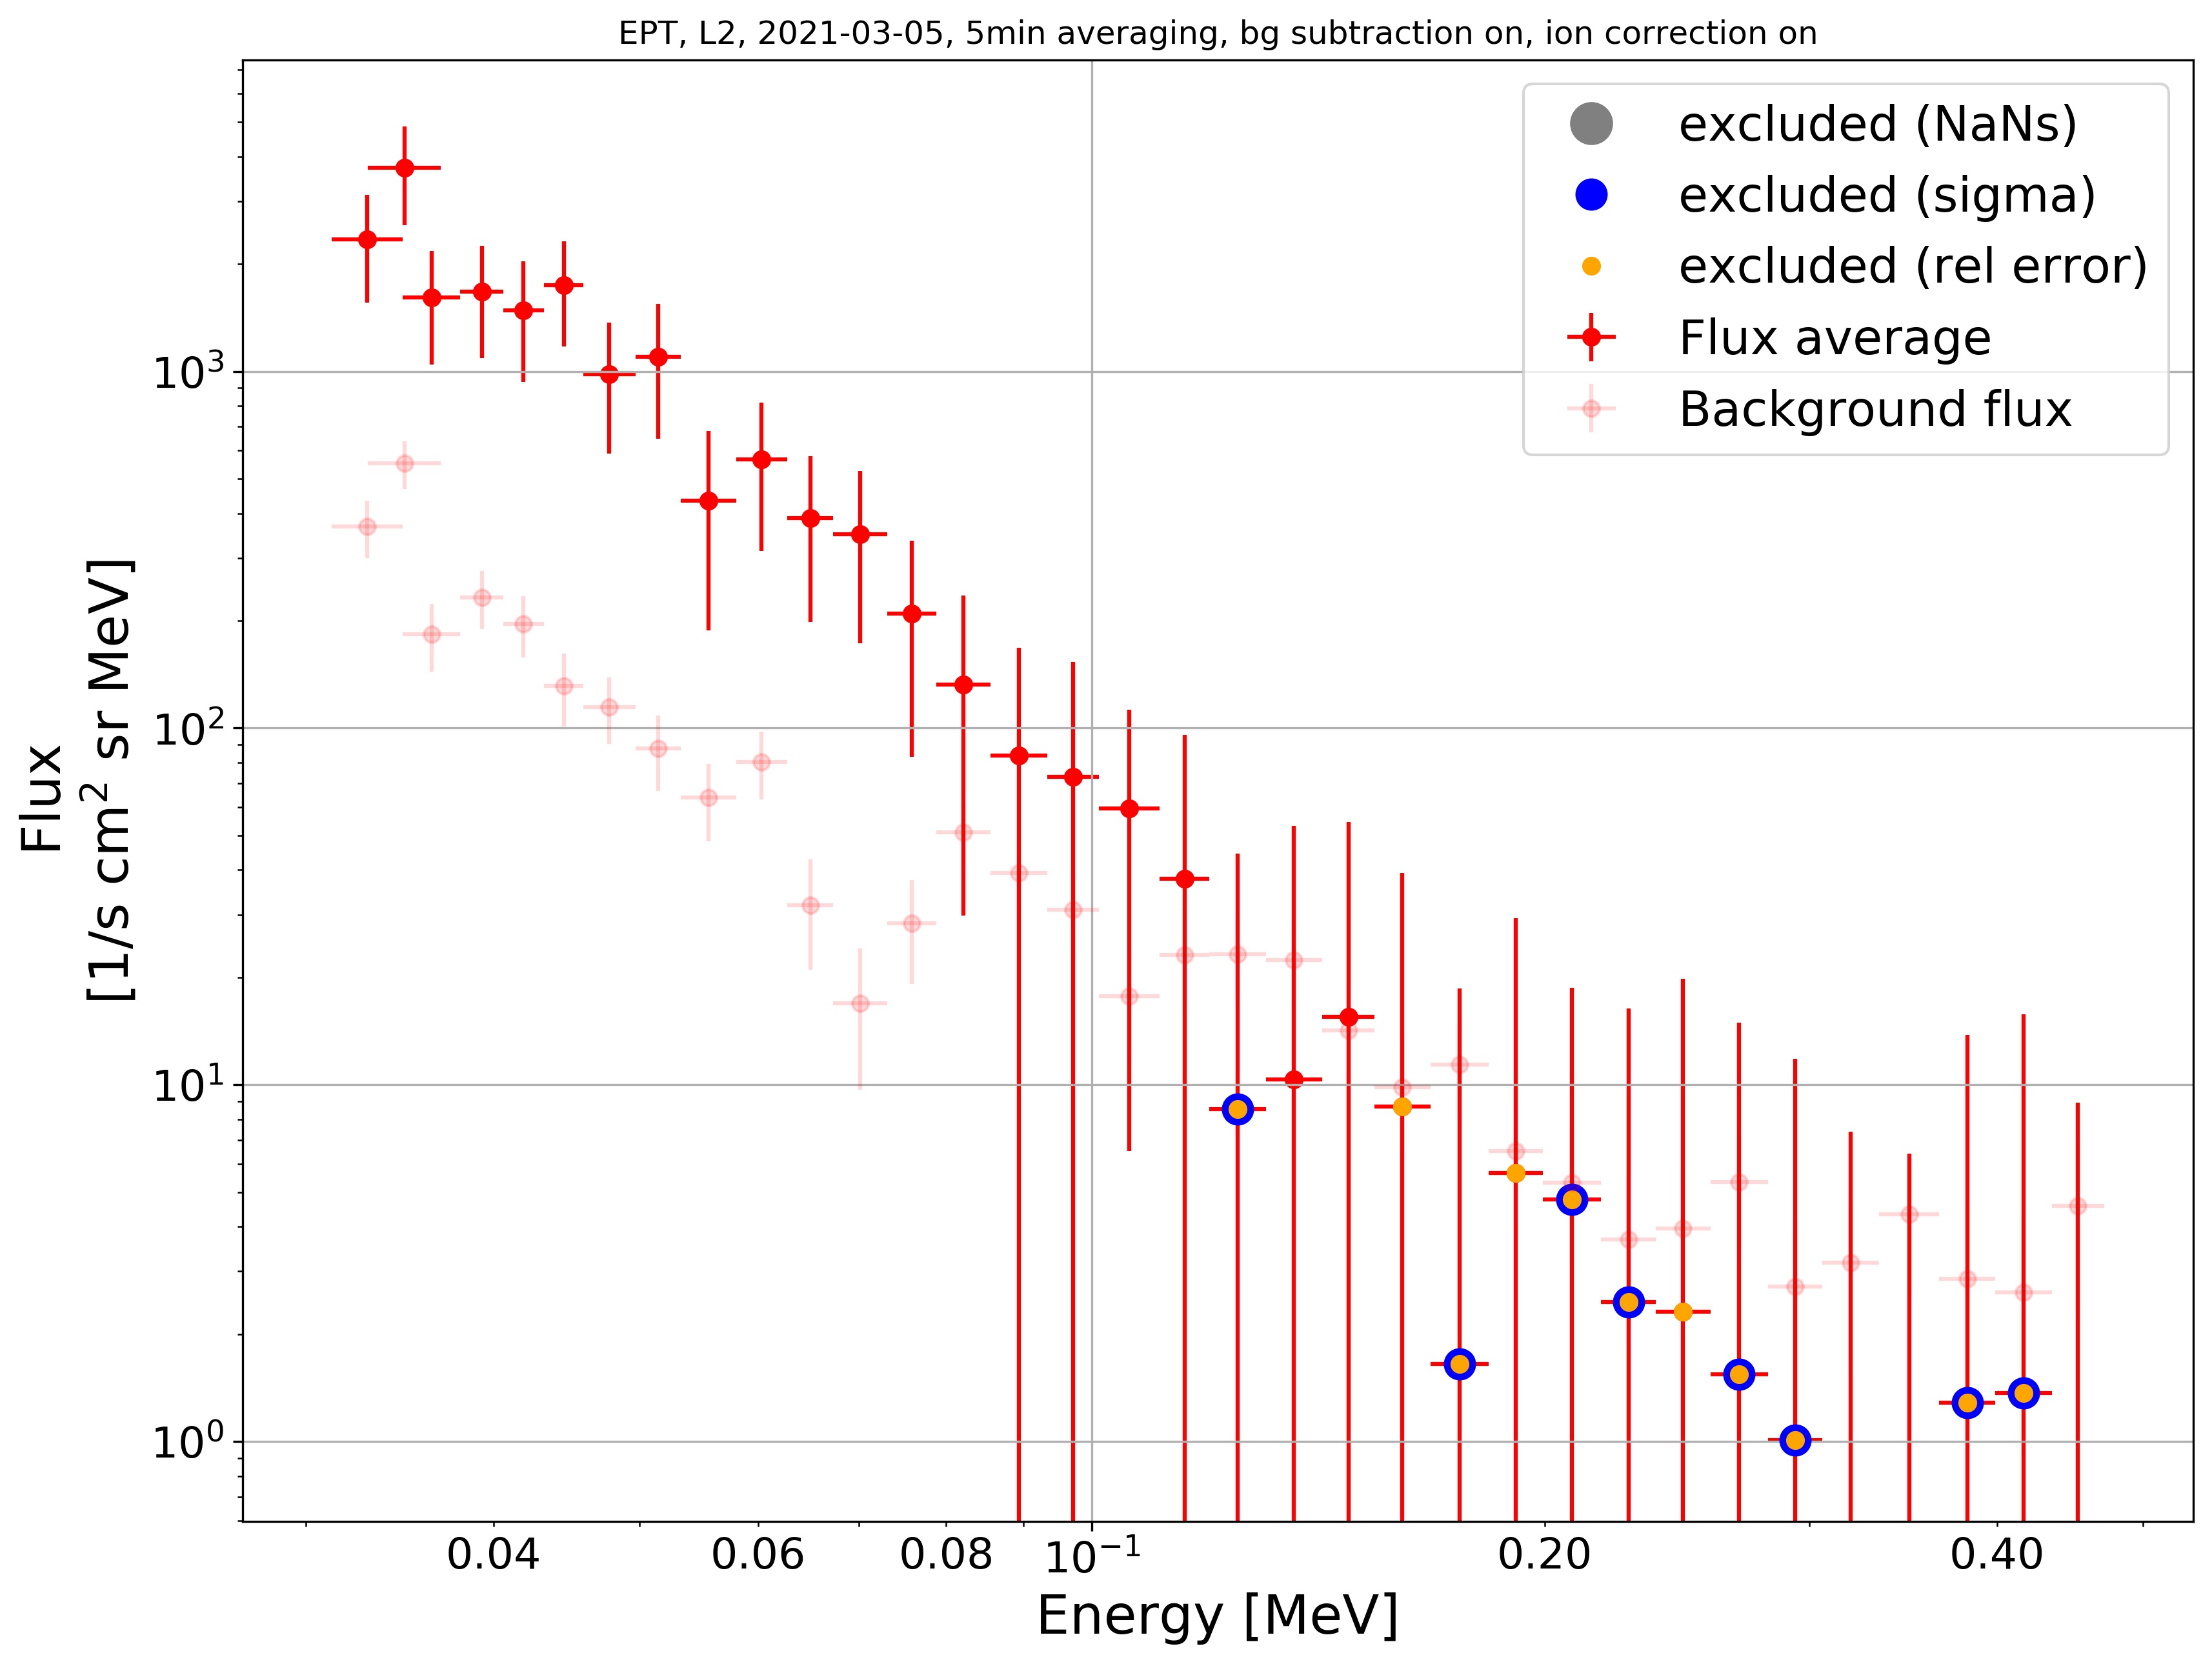 EPT, L2, 2021-03-05, 5min averaging, bg subtraction on, ion correction on
excluded (NaNs)
excluded (sigma)
excluded (rel error)
Flux average
Background flux
Flux
[1/s cm² sr MeV]
10³
10²
10¹
10⁰
0.04
0.06
0.08
10⁻¹
0.20
0.40
Energy [MeV]